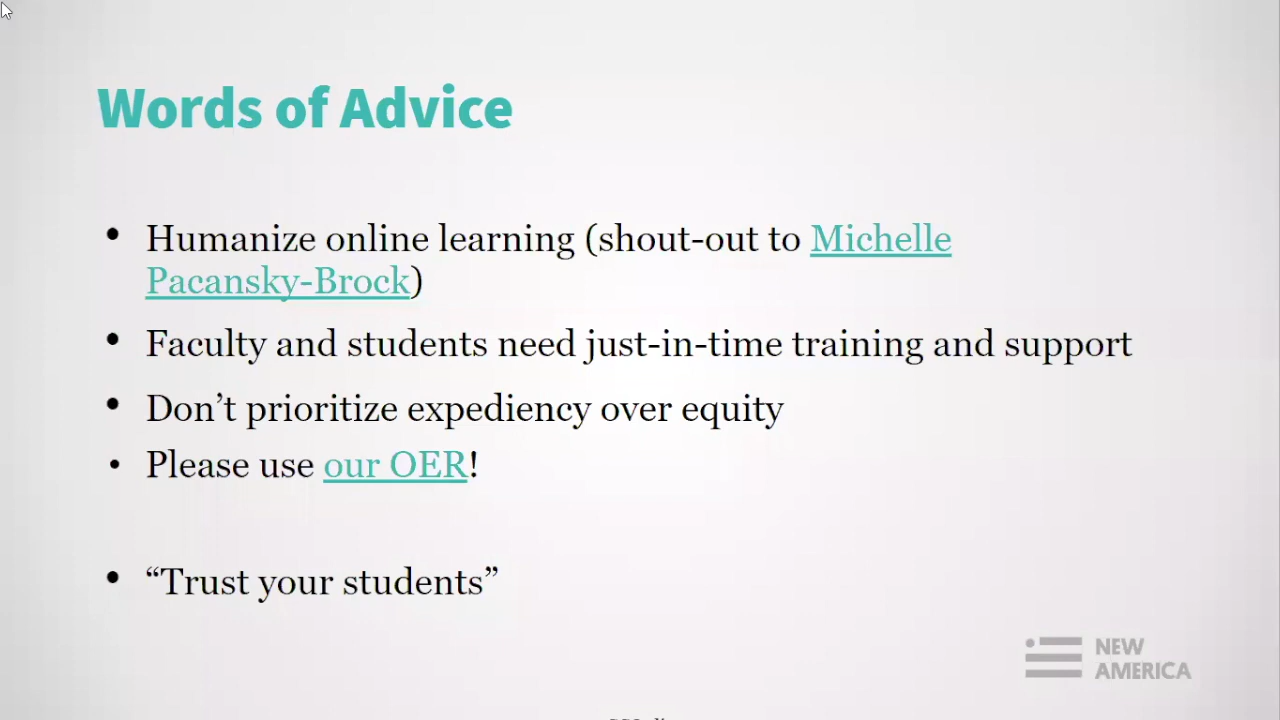 Words of Advice
• Humanize online learning (shout-out to Michelle
Pacansky-Brock)
• Faculty and students need just-in-time training and support
• Don’t prioritize expediency over equity
• Please use our OER!
• “Trust your students”
NEW
AMERICA